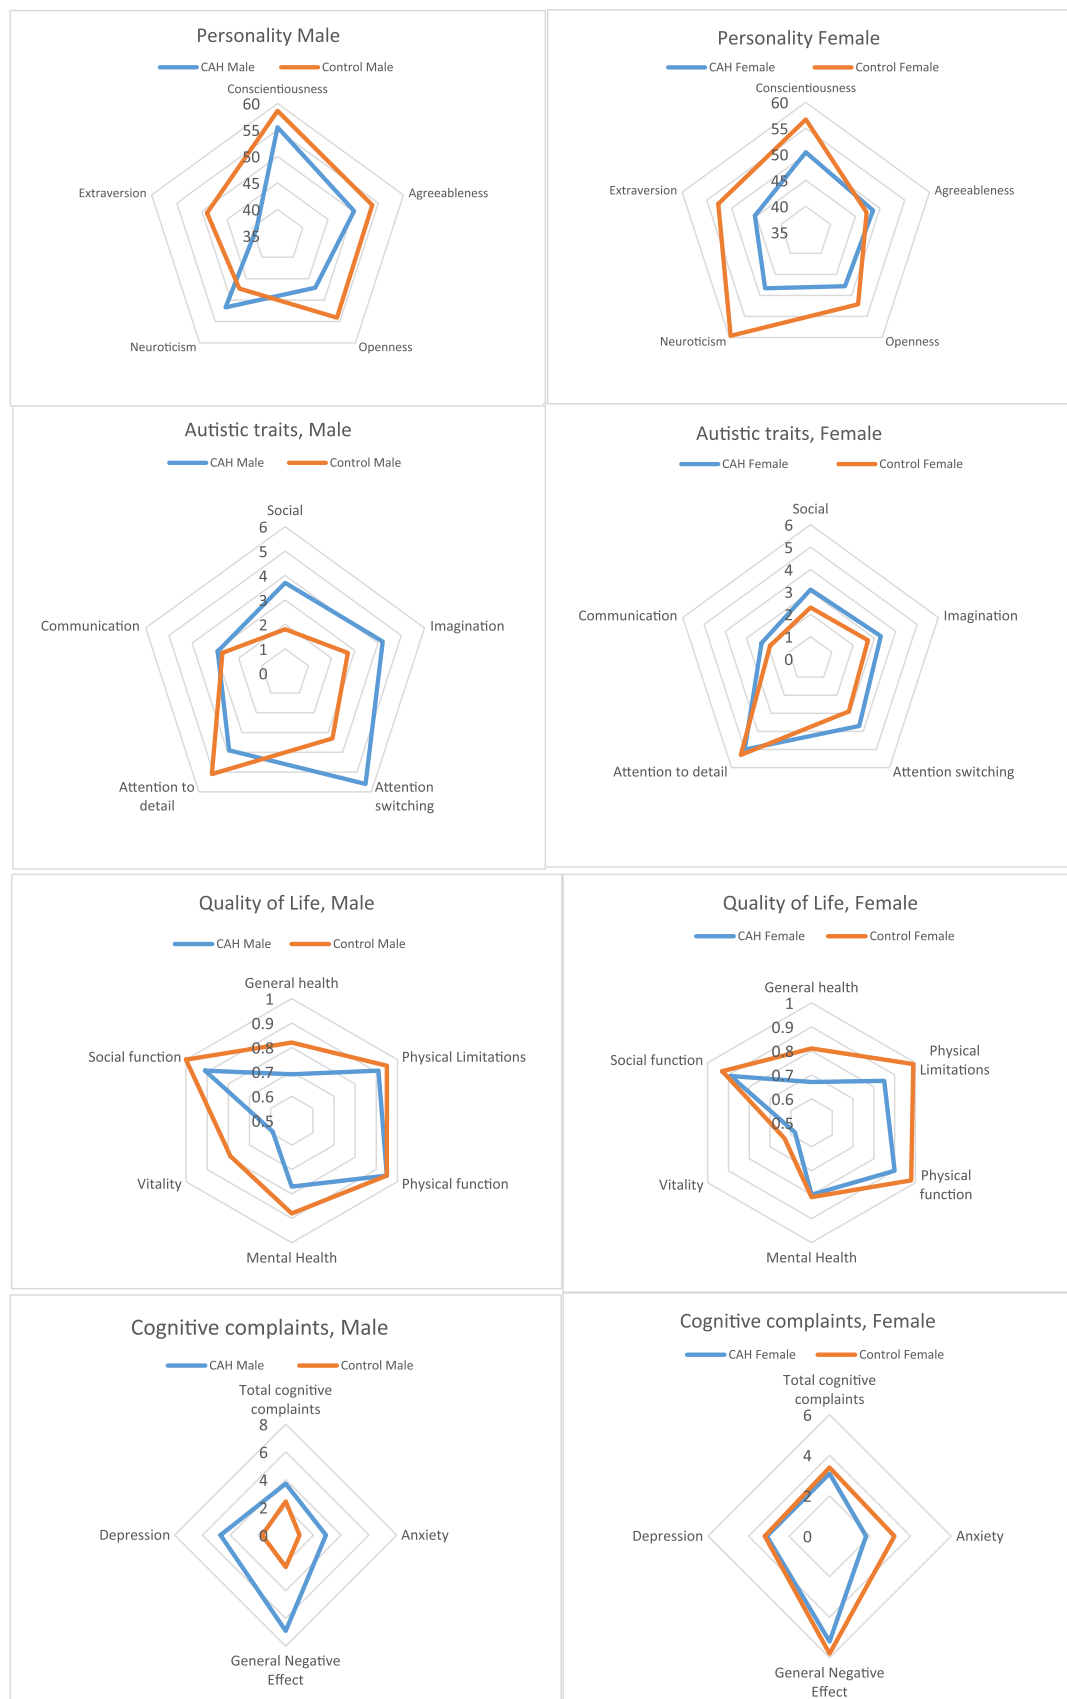 Personality Male
CAH Male
Control Male
Conscientiousness
60
55
50
45
40
35
Extraversion
Agreeableness
Neuroticism
Openness
Personality Female
CAH Female
Control Female
Conscientiousness
60
55
50
45
40
35
Extraversion
Agreeableness
Neuroticism
Openness
Autistic traits, Male
CAH Male
Control Male
Social
6
5
4
3
2
1
0
Communication
Imagination
Attention to
detail
Attention
switching
Autistic traits, Female
CAH Female
Control Female
Social
6
5
4
3
2
1
0
Communication
Imagination
Attention to detail
Attention switching
Quality of Life, Male
CAH Male
Control Male
General health
1
0.9
0.8
0.7
0.6
0.5
Social function
Physical Limitations
Vitality
Physical function
Mental Health
Quality of Life, Female
CAH Female
Control Female
General health
1
0.9
0.8
0.7
0.6
0.5
Social function
Physical
Limitations
Vitality
Physical
function
Mental Health
Cognitive complaints, Male
CAH Male
Control Male
Total cognitive
complaints
8
6
4
2
0
Depression
Anxiety
General Negative
Effect
Cognitive complaints, Female
CAH Female
Control Female
Total cognitive
complaints
6
4
2
0
Depression
Anxiety
General Negative
Effect